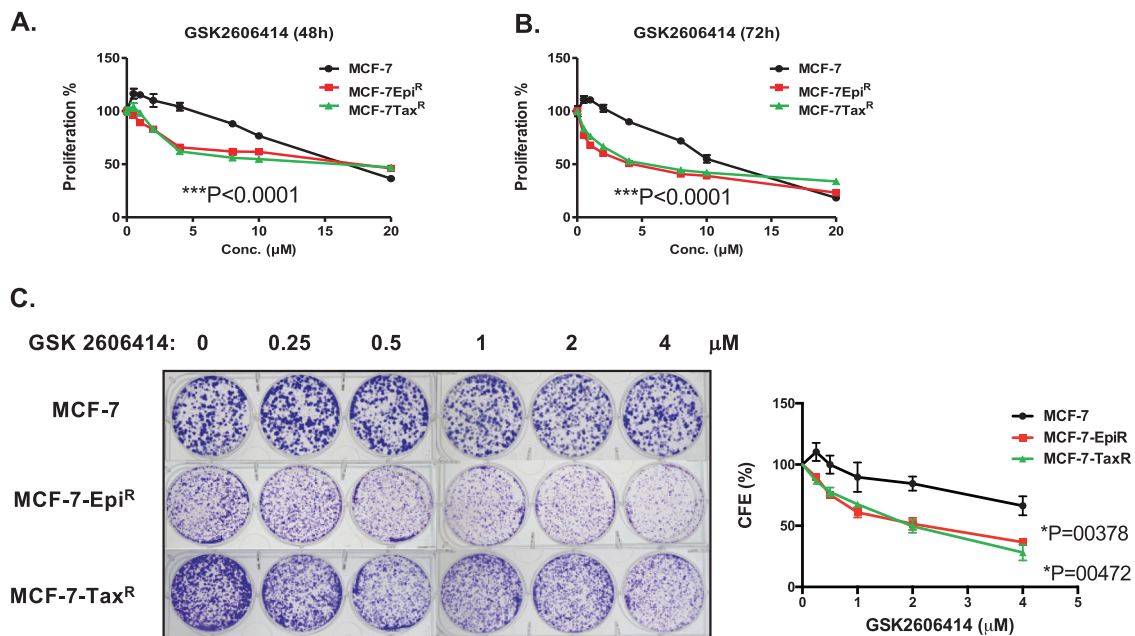 A.
GSK2606414 (48h)
150
100
50
0
Proliferation %
0 5 10 15 20
Conc. (µM)
MCF-7
MCF-7Epiᴿ
MCF-7Taxᴿ
***P<0.0001
B.
GSK2606414 (72h)
150
100
50
0
Proliferation %
0 5 10 15 20
Conc. (µM)
MCF-7
MCF-7Epiᴿ
MCF-7Taxᴿ
***P<0.0001
C.
GSK 2606414: 0 0.25 0.5 1 2 4 µM
MCF-7
MCF-7-Epiᴿ
MCF-7-Taxᴿ
150
100
50
0
CFE (%)
0 1 2 3 4 5
GSK2606414 (µM)
MCF-7
MCF-7-EpiR
MCF-7-TaxR
*P=00378
*P=00472